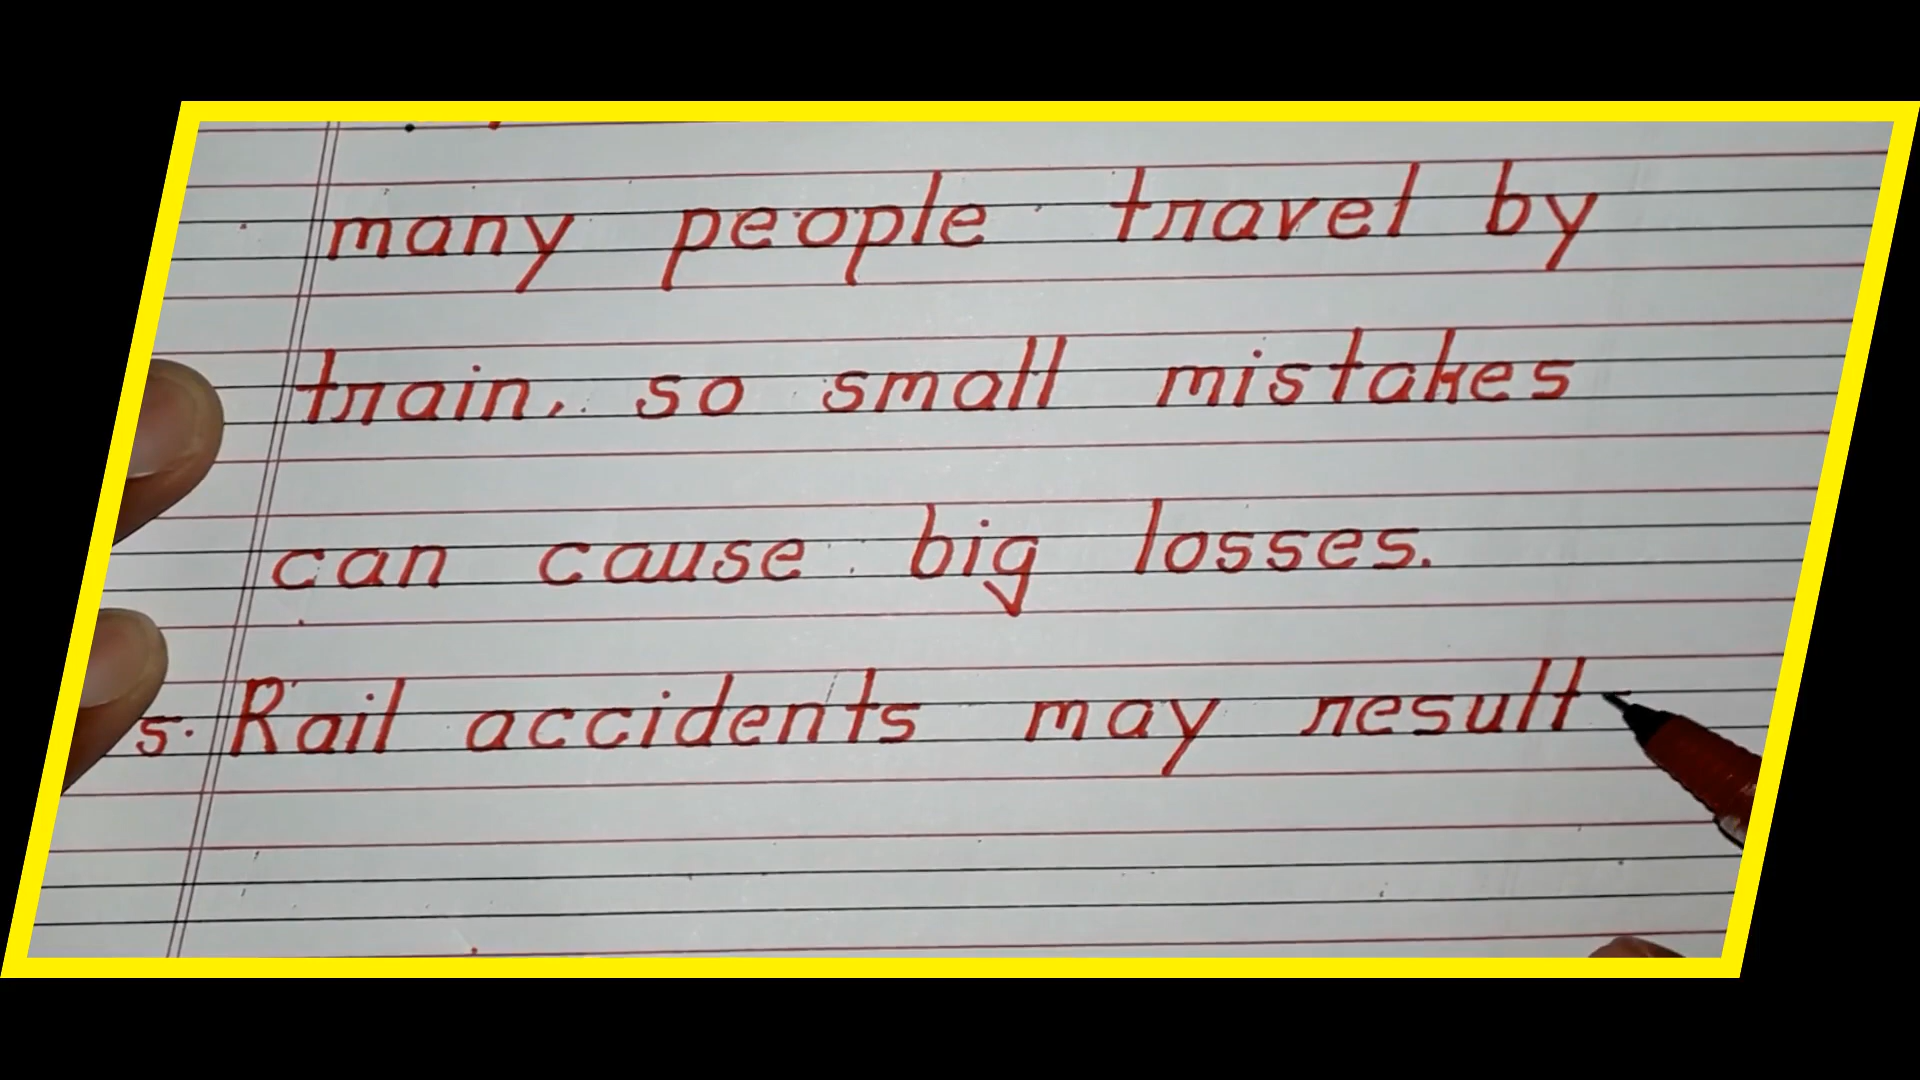 many people travel by
train, so small mistakes
can cause big losses.
5. Rail accidents may result